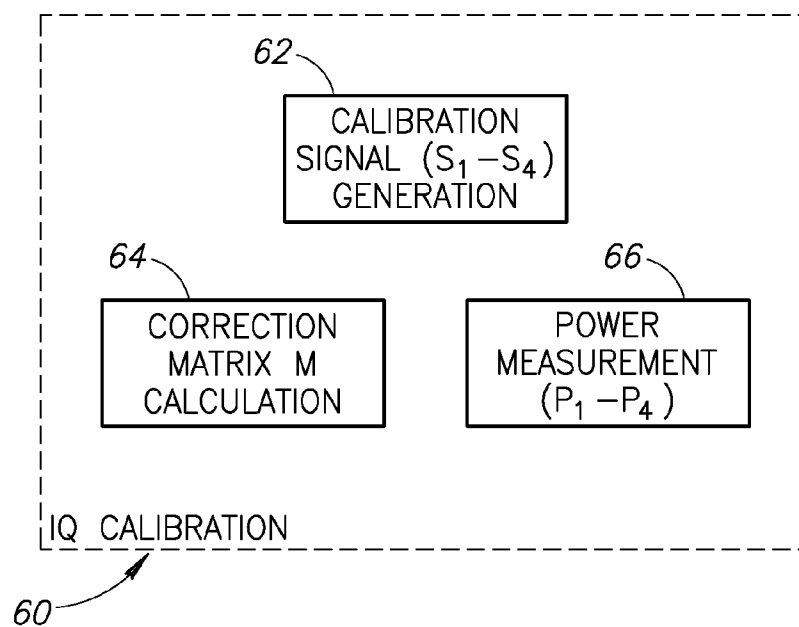 62
CALIBRATION
SIGNAL (S₁–S₄)
GENERATION
64
CORRECTION
MATRIX M
CALCULATION
66
POWER
MEASUREMENT
(P₁–P₄)
IQ CALIBRATION
60